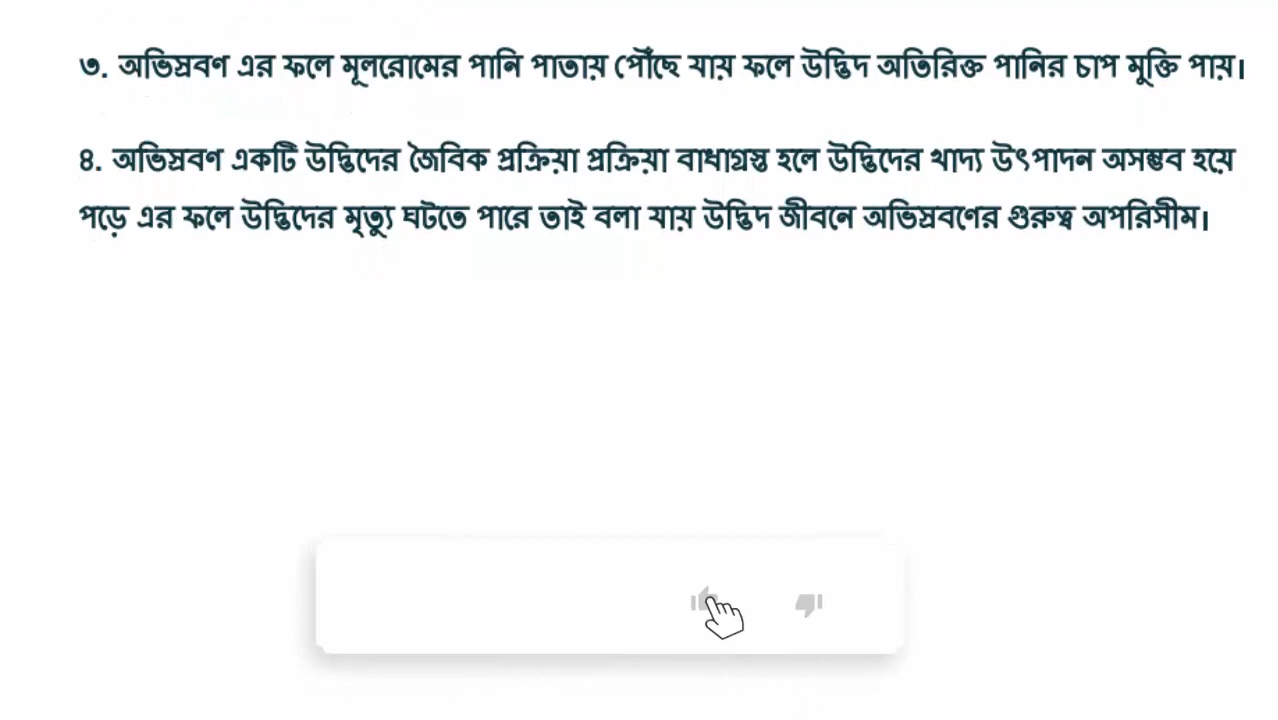 ৩. অভিস্রবণ এর ফলে মূলরোমের পানি পাতায় পৌঁছে যায় ফলে উদ্ভিদ অতিরিক্ত পানির চাপ মুক্তি পায়।
৪. অভিস্রবণ একটি উদ্ভিদের জৈবিক প্রক্রিয়া প্রক্রিয়া বাধাগ্রস্ত হলে উদ্ভিদের খাদ্য উৎপাদন অসম্ভব হয়ে
পড়ে এর ফলে উদ্ভিদের মৃত্যু ঘটতে পারে তাই বলা যায় উদ্ভিদ জীবনে অভিস্রবণের গুরুত্ব অপরিসীম।